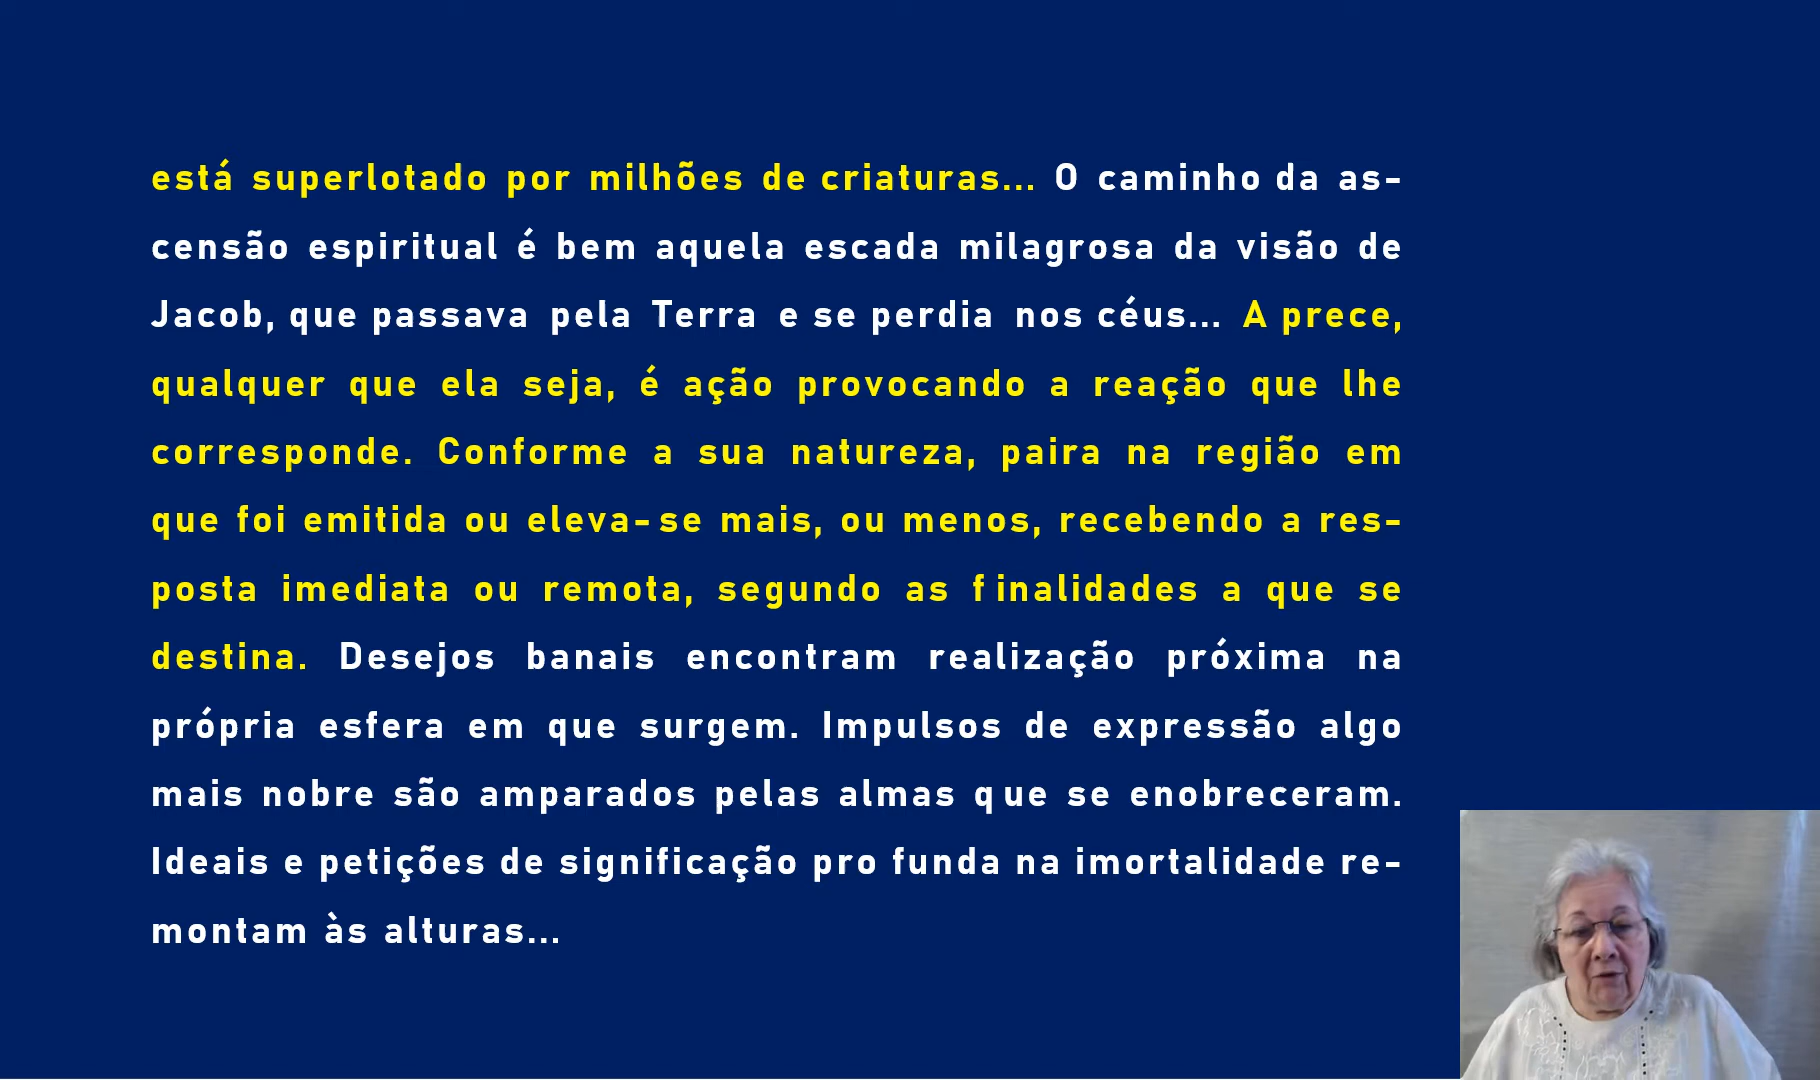 está superlotado por milhões de criaturas... O caminho da as-
censão espiritual é bem aquela escada milagrosa da visão de
Jacob, que passava pela Terra e se perdia nos céus... A prece,
qualquer que ela seja, é ação provocando a reação que lhe
corresponde. Conforme a sua natureza, paira na região em
que foi emitida ou eleva-se mais, ou menos, recebendo a res-
posta imediata ou remota, segundo as finalidades a que se
destina. Desejos banais encontram realização próxima na
própria esfera em que surgem. Impulsos de expressão algo
mais nobre são amparados pelas almas que se enobreceram.
Ideais e petições de significação pro funda na imortalidade re-
montam às alturas...